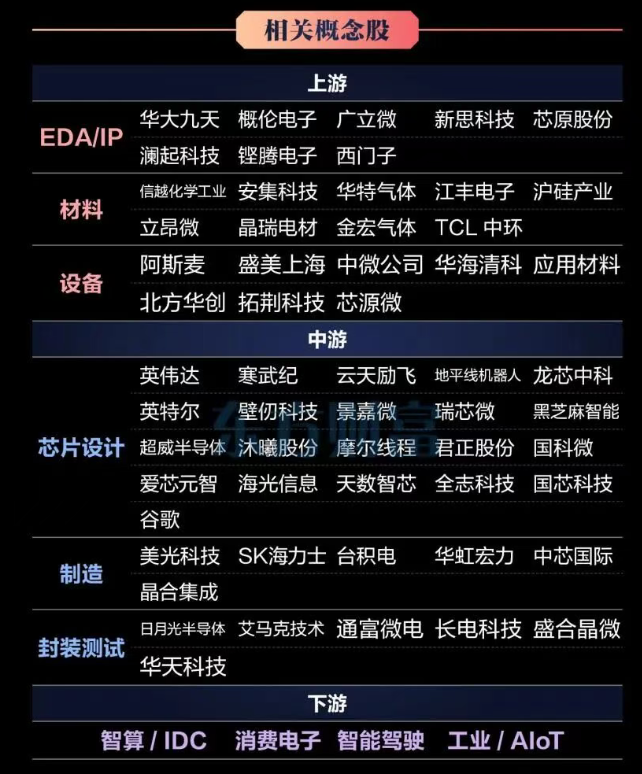 相关概念股
上游
EDA/IP
华大九天 概伦电子 广立微 新思科技 芯原股份
澜起科技 铿腾电子 西门子
材料
信越化学工业 安集科技 华特气体 江丰电子 沪硅产业
立昂微 晶瑞电材 金宏气体 TCL 中环
设备
阿斯麦 盛美上海 中微公司 华海清科 应用材料
北方华创 拓荆科技 芯源微
中游
芯片设计
英伟达 寒武纪 云天励飞 地平线机器人 龙芯中科
英特尔 壁仞科技 景嘉微 瑞芯微 黑芝麻智能
超威半导体 沐曦股份 摩尔线程 君正股份 国科微
爱芯元智 海光信息 天数智芯 全志科技 国芯科技
谷歌
东方财富
制造
美光科技 SK海力士 台积电 华虹宏力 中芯国际
晶合集成
封装测试
日月光半导体 艾马克技术 通富微电 长电科技 盛合晶微
华天科技
下游
智算 / IDC 消费电子 智能驾驶 工业 / AIoT